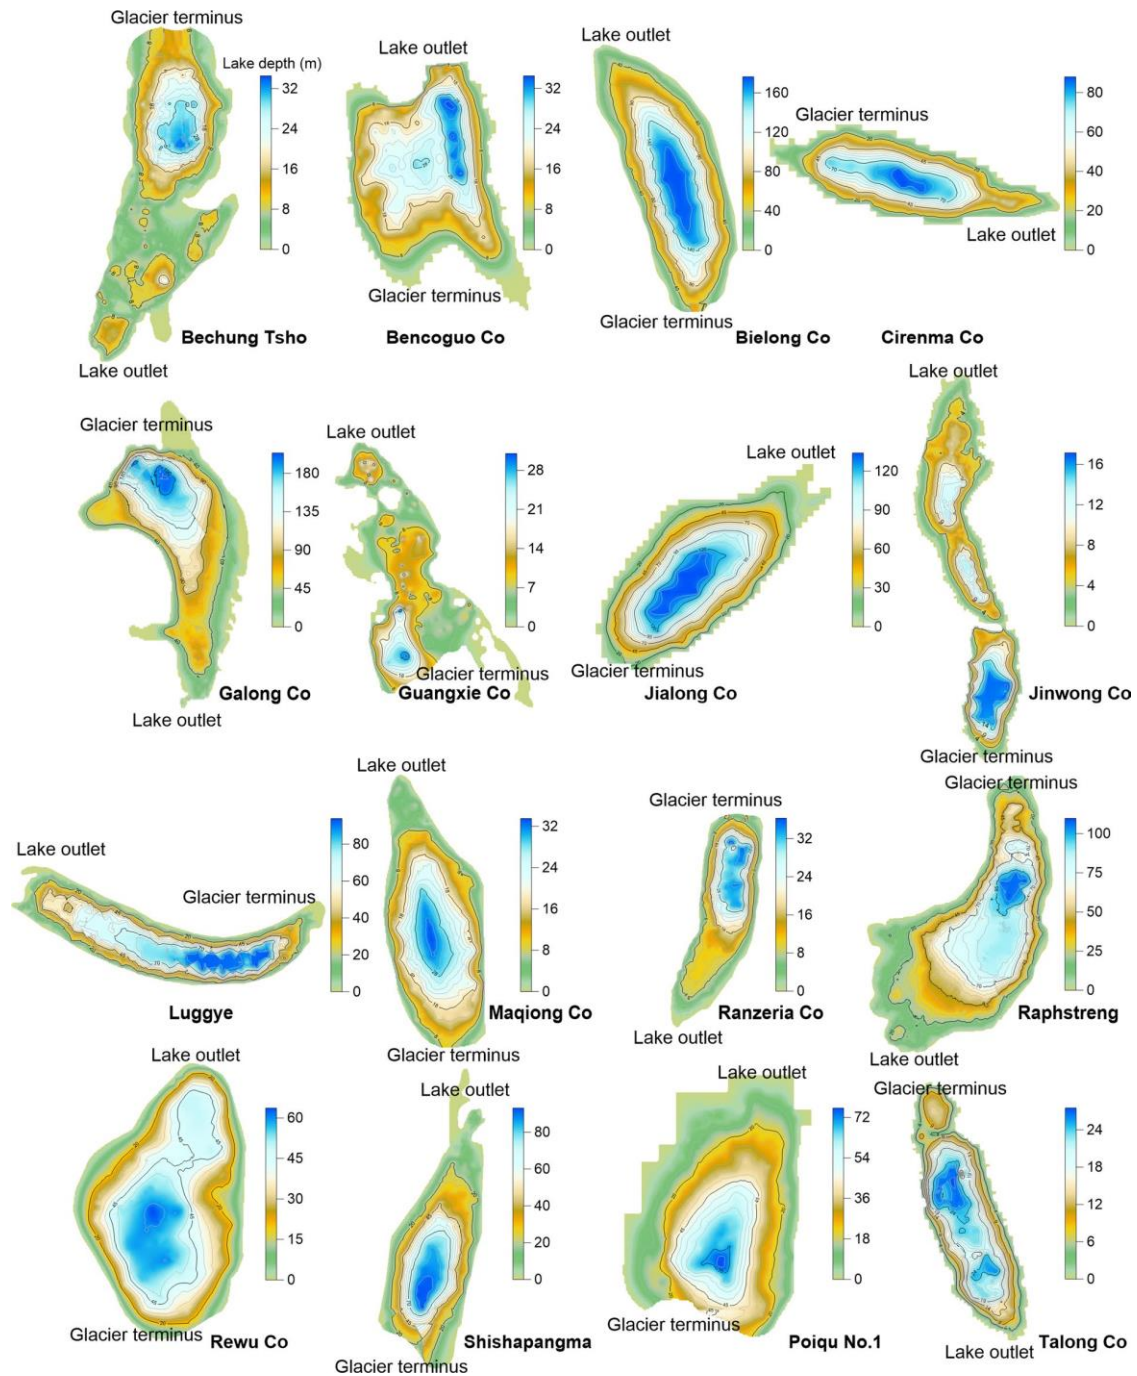 Glacier terminus
Lake depth (m)
32
24
16
8
0
Bechung Tsho
Lake outlet
Lake outlet
32
24
16
8
0
Glacier terminus
Bencoguo Co
Lake outlet
160
120
80
40
0
Glacier terminus
Bielong Co
Glacier terminus
80
60
40
20
0
Lake outlet
Cirenma Co
Glacier terminus
180
135
90
45
0
Galong Co
Lake outlet
Lake outlet
28
21
14
7
0
Glacier terminus
Guangxie Co
Lake outlet
120
90
60
30
0
Glacier terminus
Jialong Co
Lake outlet
16
12
8
4
0
Jinwong Co
Glacier terminus
Lake outlet
Glacier terminus
80
60
40
20
0
Luggye
Lake outlet
32
24
16
8
0
Maqiong Co
Glacier terminus
Glacier terminus
32
24
16
8
0
Ranzeria Co
Lake outlet
Glacier terminus
100
75
50
25
0
Raphstreng
Lake outlet
Lake outlet
60
45
30
15
0
Glacier terminus
Rewu Co
Lake outlet
80
60
40
20
0
Shishapangma
Glacier terminus
Lake outlet
72
54
36
18
0
Glacier terminus
Poiqu No.1
Glacier terminus
24
18
12
6
0
Talong Co
Lake outlet